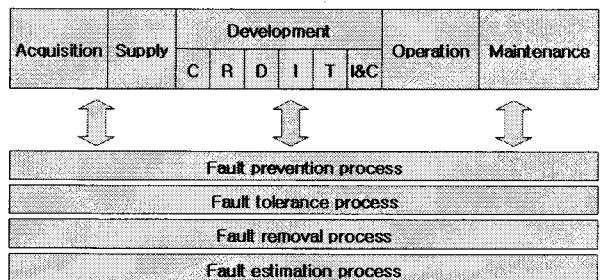 Development
Acquisition Supply Operation Maintenance
C R D I T I&C
Fault prevention process
Fault tolerance process
Fault removal process
Fault estimation process